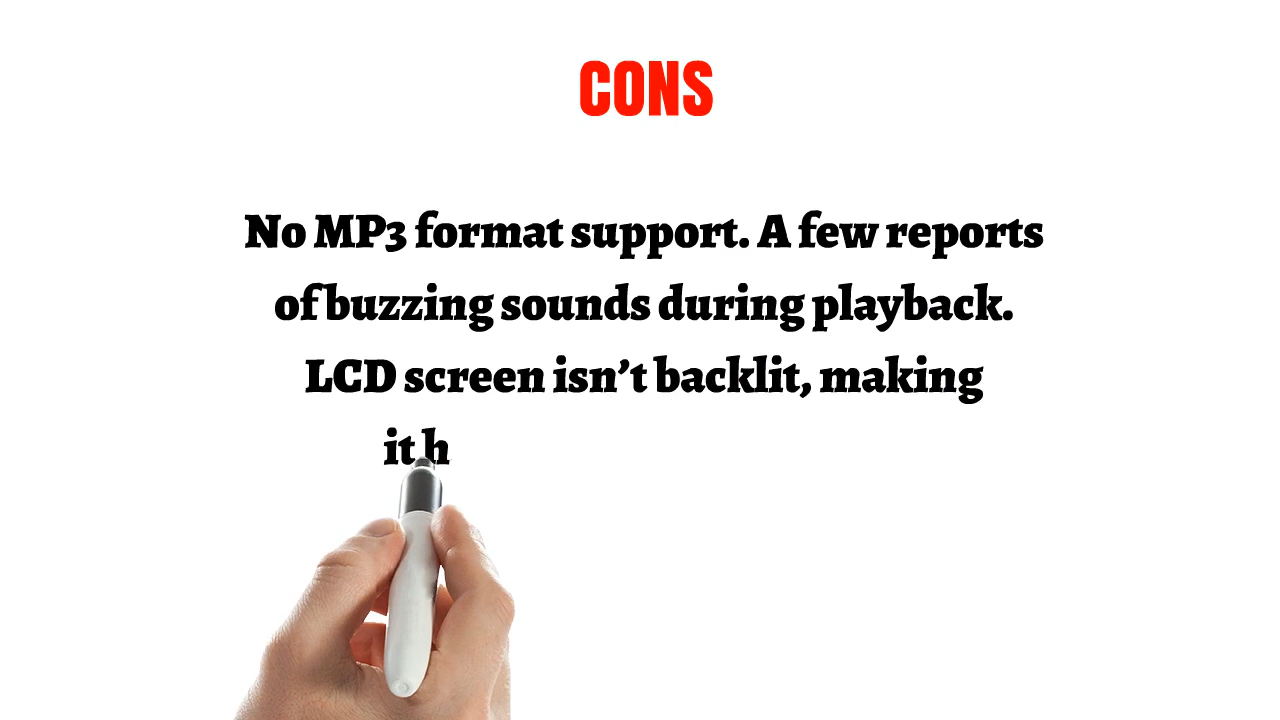 CONS
No MP3 format support. A few reports
of buzzing sounds during playback.
LCD screen isn’t backlit, making
it h